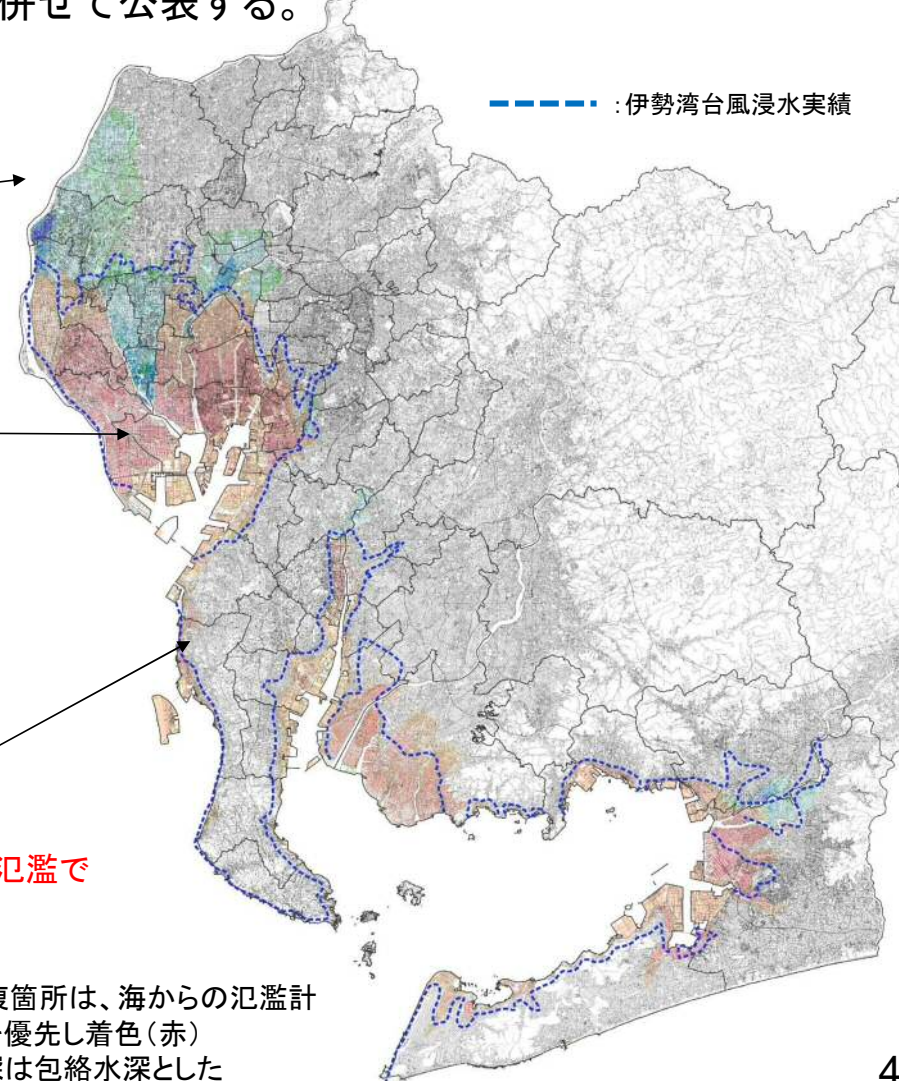 併せて公表する。
:伊勢湾台風浸水実績
氾濫で
複箇所は、海からの氾濫計
優先し着色(赤)
深は包絡水深とした
4